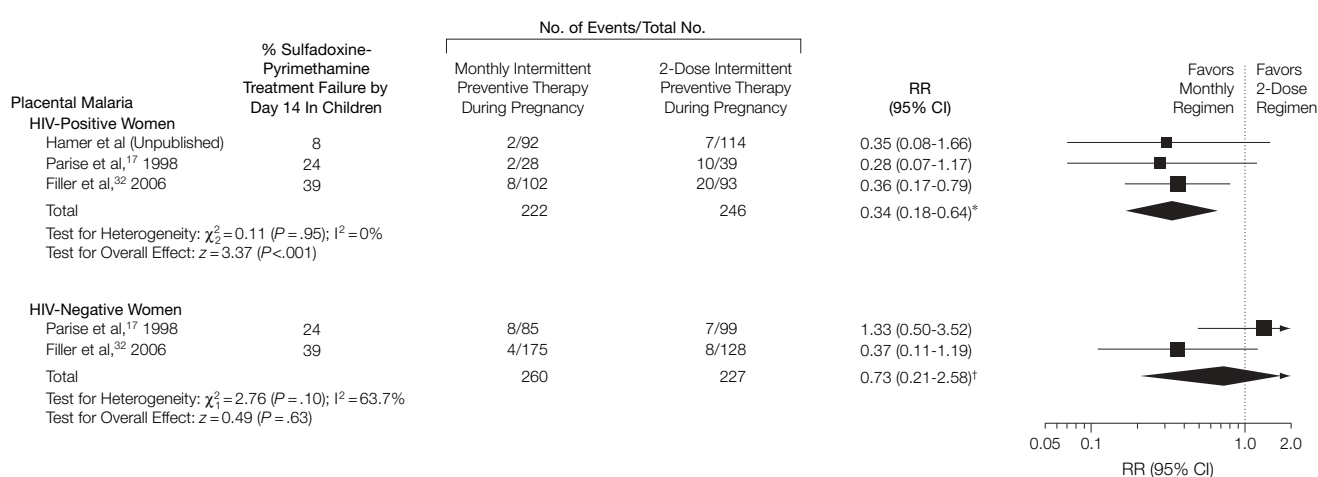 No. of Events/Total No.
% Sulfadoxine-
Pyrimethamine
Treatment Failure by
Day 14 In Children
Monthly Intermittent
Preventive Therapy
During Pregnancy
2-Dose Intermittent
Preventive Therapy
During Pregnancy
RR
(95% CI)
Favors
Monthly
Regimen
Favors
2-Dose
Regimen
Placental Malaria
HIV-Positive Women
Hamer et al (Unpublished) 8 2/92 7/114 0.35 (0.08-1.66)
Parise et al,17 1998 24 2/28 10/39 0.28 (0.07-1.17)
Filler et al,32 2006 39 8/102 20/93 0.36 (0.17-0.79)
Total 222 246 0.34 (0.18-0.64)*
Test for Heterogeneity: χ²₂ = 0.11 (P = .95); I² = 0%
Test for Overall Effect: z = 3.37 (P<.001)
HIV-Negative Women
Parise et al,17 1998 24 8/85 7/99 1.33 (0.50-3.52)
Filler et al,32 2006 39 4/175 8/128 0.37 (0.11-1.19)
Total 260 227 0.73 (0.21-2.58)†
Test for Heterogeneity: χ²₁ = 2.76 (P = .10); I² = 63.7%
Test for Overall Effect: z = 0.49 (P = .63)
0.05 0.1 1.0 2.0
RR (95% CI)